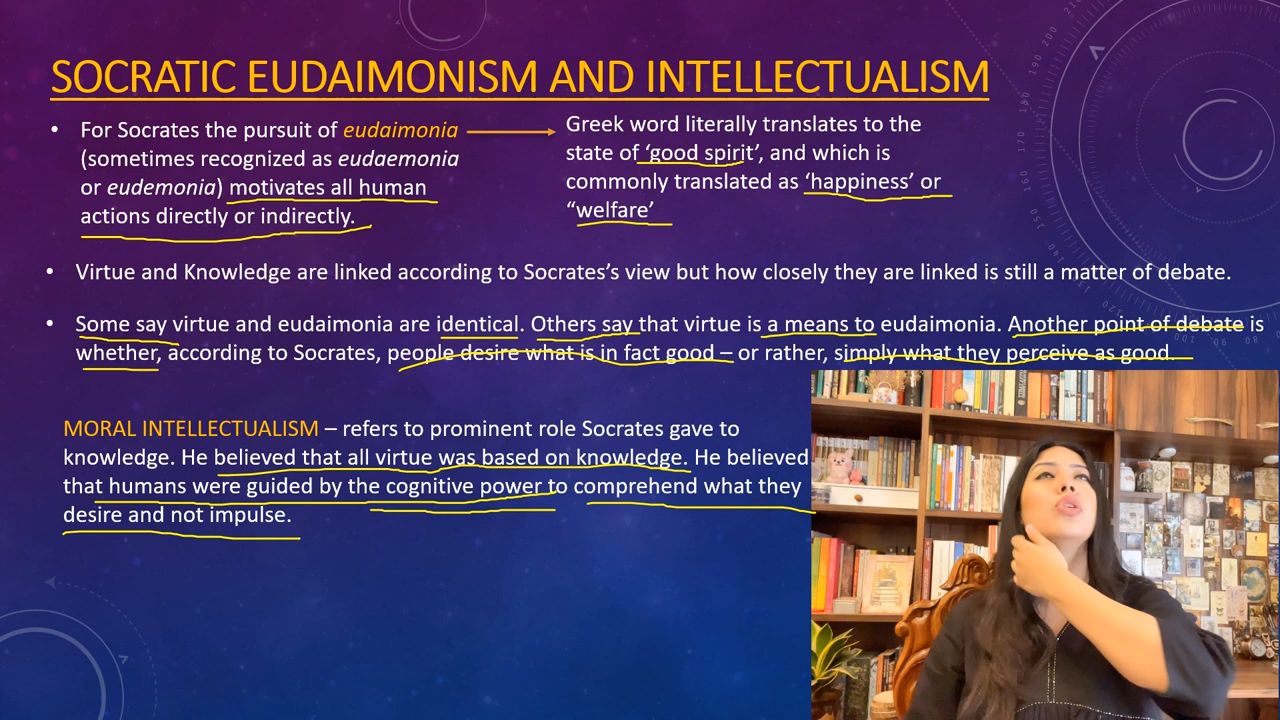 SOCRATIC EUDAIMONISM AND INTELLECTUALISM
• For Socrates the pursuit of eudaimonia
(sometimes recognized as eudaemonia
or eudemonia) motivates all human
actions directly or indirectly.
Greek word literally translates to the
state of ‘good spirit’, and which is
commonly translated as ‘happiness’ or
“welfare’
• Virtue and Knowledge are linked according to Socrates’s view but how closely they are linked is still a matter of debate.
• Some say virtue and eudaimonia are identical. Others say that virtue is a means to eudaimonia. Another point of debate is
whether, according to Socrates, people desire what is in fact good – or rather, simply what they perceive as good.
MORAL INTELLECTUALISM – refers to prominent role Socrates gave to
knowledge. He believed that all virtue was based on knowledge. He believed
that humans were guided by the cognitive power to comprehend what they
desire and not impulse.